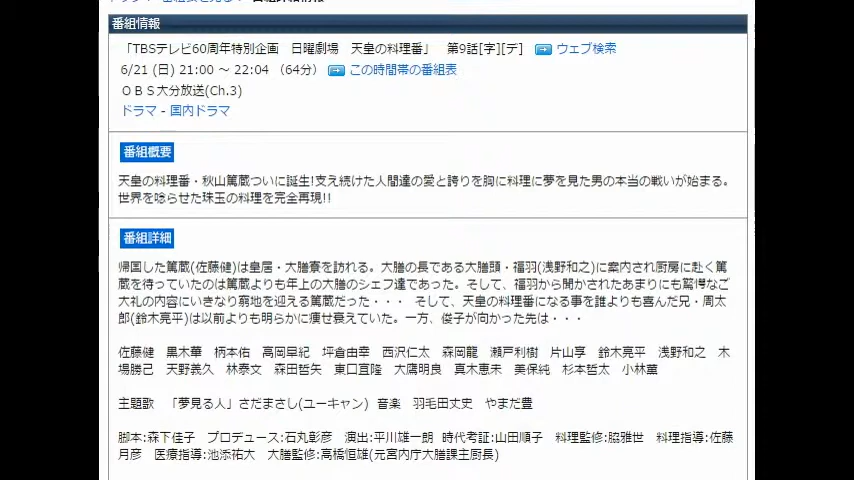 番組情報
「TBSテレビ60周年特別企画　日曜劇場　天皇の料理番」　第9話[字][デ]　ウェブ検索
6/21 (日) 21:00 ～ 22:04 （64分）　この時間帯の番組表
ＯＢＳ大分放送(Ch.3)
ドラマ - 国内ドラマ
番組概要
天皇の料理番・秋山篤蔵ついに誕生!支え続けた人間達の愛と誇りを胸に料理に夢を見た男の本当の戦いが始まる。
世界を唸らせた珠玉の料理を完全再現!!
番組詳細
帰国した篤蔵(佐藤健)は皇居・大膳寮を訪れる。大膳の長である大膳頭・福羽(浅野和之)に案内され厨房に赴く篤
蔵を待っていたのは篤蔵よりも年上の大膳のシェフ達であった。そして、福羽から聞かされたあまりにも驚愕なご
大礼の内容にいきなり窮地を迎える篤蔵だった・・・　そして、天皇の料理番になる事を誰よりも喜んだ兄・周太
郎(鈴木亮平)は以前よりも明らかに痩せ衰えていた。一方、俊子が向かった先は・・・
佐藤健　黒木華　柄本佑　高岡早紀　坪倉由幸　西沢仁太　森岡龍　瀬戸利樹　片山享　鈴木亮平　浅野和之　木
場勝己　天野義久　林泰文　森田哲矢　東口宜隆　大鷹明良　真木恵未　美保純　杉本哲太　小林薫
主題歌　「夢見る人」さだまさし(ユーキャン)　音楽　羽毛田丈史　やまだ豊
脚本:森下佳子　プロデュース:石丸彰彦　演出:平川雄一朗　時代考証:山田順子　料理監修:脇雅世　料理指導:佐藤
月彦　医療指導:池添祐大　大膳監修:高橋恒雄(元宮内庁大膳課主厨長)